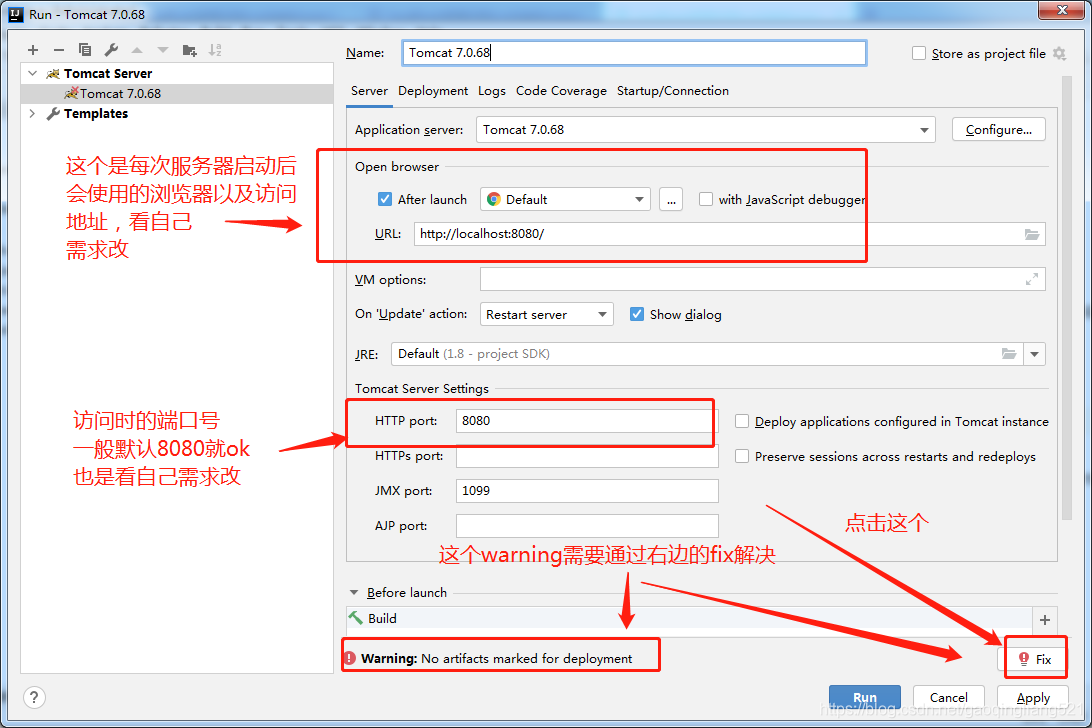 Run - Tomcat 7.0.68
Name: Tomcat 7.0.68
Store as project file
Tomcat Server
Tomcat 7.0.68
Templates
Server Deployment Logs Code Coverage Startup/Connection
Application server: Tomcat 7.0.68 Configure...
Open browser
After launch Default ... with JavaScript debugger
URL: http://localhost:8080/
这个是每次服务器启动后
会使用的浏览器以及访问
地址，看自己
需求改
VM options:
On 'Update' action: Restart server Show dialog
JRE: Default (1.8 - project SDK)
Tomcat Server Settings
HTTP port: 8080 Deploy applications configured in Tomcat instance
HTTPs port: Preserve sessions across restarts and redeploys
JMX port: 1099
AJP port:
访问时的端口号
一般默认8080就ok
也是看自己需求改
点击这个
这个warning需要通过右边的fix解决
Before launch
Build
Warning: No artifacts marked for deployment
Fix
? Run Cancel Apply
https://blog.csdn.net/gaoqingliang521